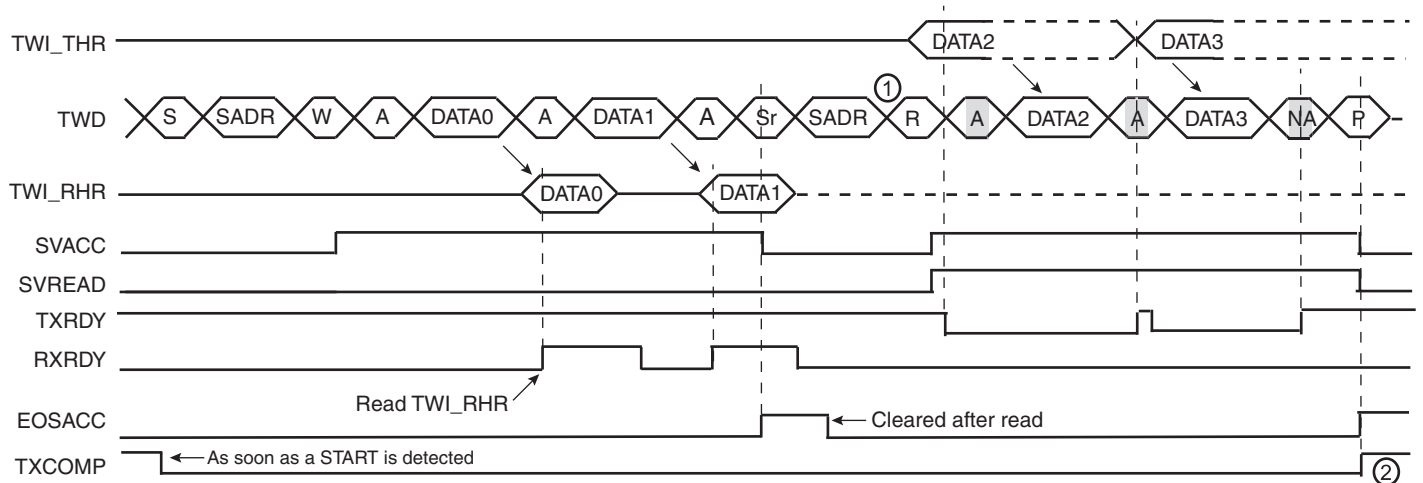 TWI_THR DATA2 DATA3
①
TWD S SADR W A DATA0 A DATA1 A Sr SADR R A DATA2 A DATA3 NA P
TWI_RHR DATA0 DATA1
SVACC
SVREAD
TXRDY
RXRDY
Read TWI_RHR
EOSACC Cleared after read
TXCOMP As soon as a START is detected ②